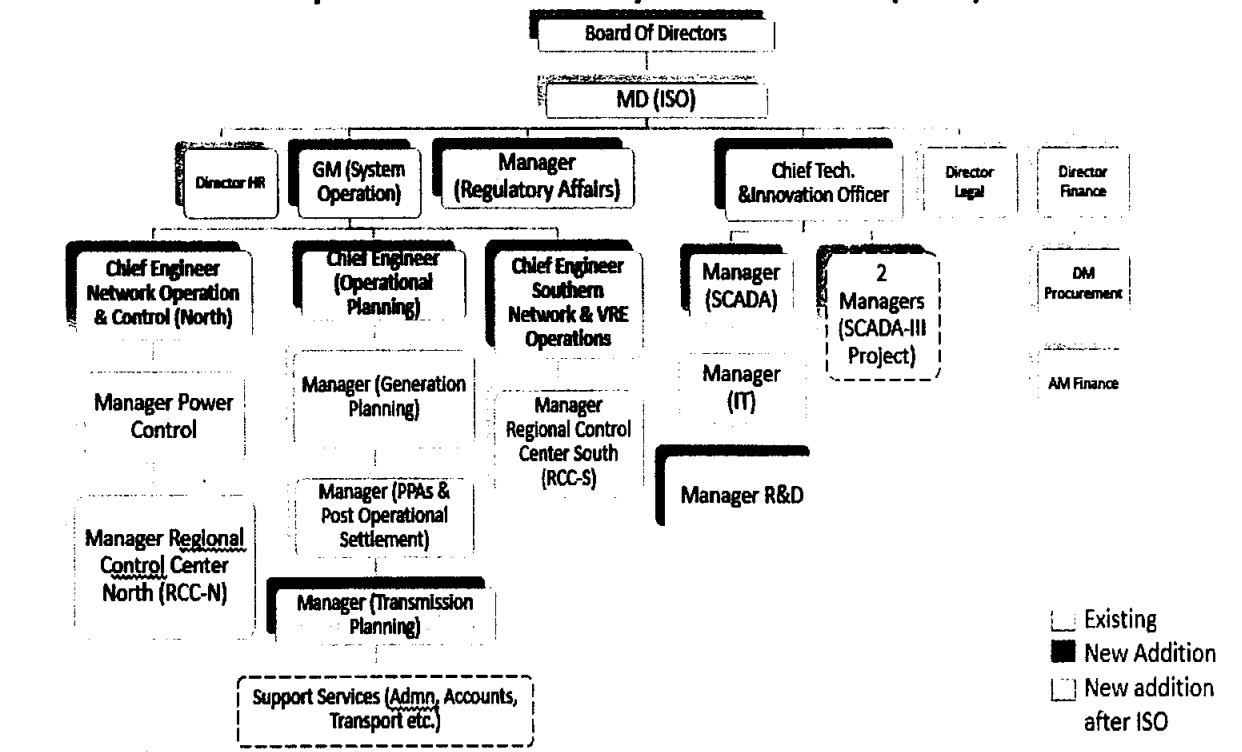 Board Of Directors
MD (ISO)
Director HR
GM (System
Operation)
Manager
(Regulatory Affairs)
Chief Tech.
&Innovation Officer
Director
Legal
Director
Finance
Chief Engineer
Network Operation
& Control (North)
Chief Engineer
(Operational
Planning)
Chief Engineer
Southern
Network & VRE
Operations
Manager
(SCADA)
2
Managers
(SCADA-III
Project)
DM
Procurement
Manager Power
Control
Manager (Generation
Planning)
Manager
Regional Control
Center South
(RCC-S)
Manager
(IT)
AM Finance
Manager Regional
Control Center
North (RCC-N)
Manager (PPAs &
Post Operational
Settlement)
Manager R&D
Manager (Transmission
Planning)
Support Services (Admn, Accounts,
Transport etc.)
Existing
New Addition
New addition
after ISO